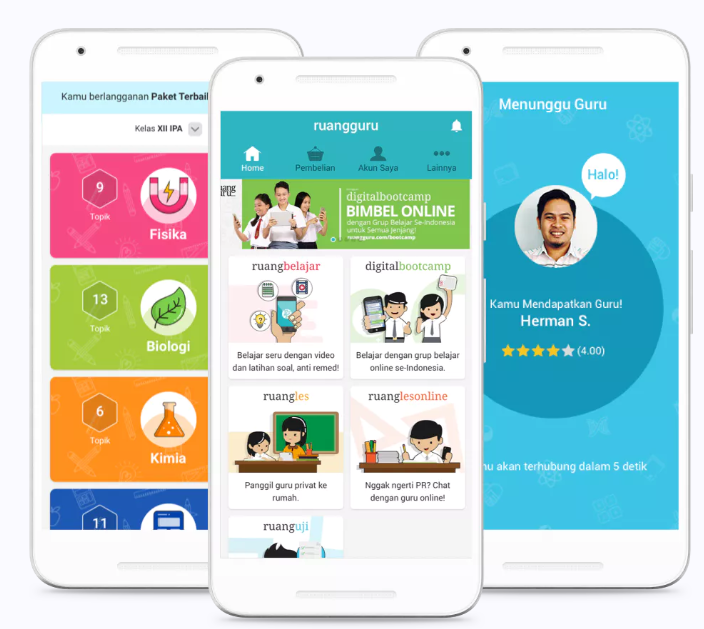 Kamu berlangganan Paket
Kelas XII IPA
9
Topik
Fisika
13
Topik
Biologi
6
Topik
Kimia
11
ruangguru
Home
Pembelian
Akun Saya
Lainnya
digitalbootcamp
BIMBEL ONLINE
dengan Grup Belajar Se-Indonesia
untuk Semua Jenjang!
ruangguru.com/bootcamp
ruangbelajar
Belajar seru dengan video
dan latihan soal, anti remed!
digitalbootcamp
Belajar dengan grup belajar
online se-Indonesia.
ruangles
Panggil guru privat ke
rumah.
ruanglesonline
Nggak ngerti PR? Chat
dengan guru online!
ruanguji
Menunggu Guru
Halo!
Kamu Mendapatkan Guru!
Herman S.
(4.00)
akan terhubung dalam 5 detik